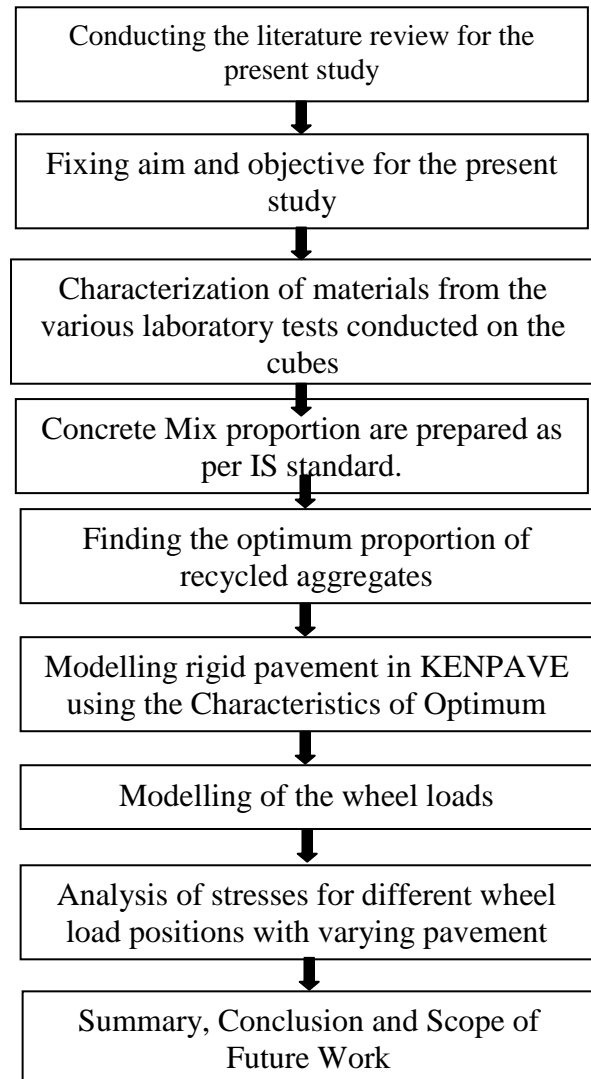 Conducting the literature review for the
present study
Fixing aim and objective for the present
study
Characterization of materials from the
various laboratory tests conducted on the
cubes
Concrete Mix proportion are prepared as
per IS standard.
Finding the optimum proportion of
recycled aggregates
Modelling rigid pavement in KENPAVE
using the Characteristics of Optimum
Modelling of the wheel loads
Analysis of stresses for different wheel
load positions with varying pavement
Summary, Conclusion and Scope of
Future Work